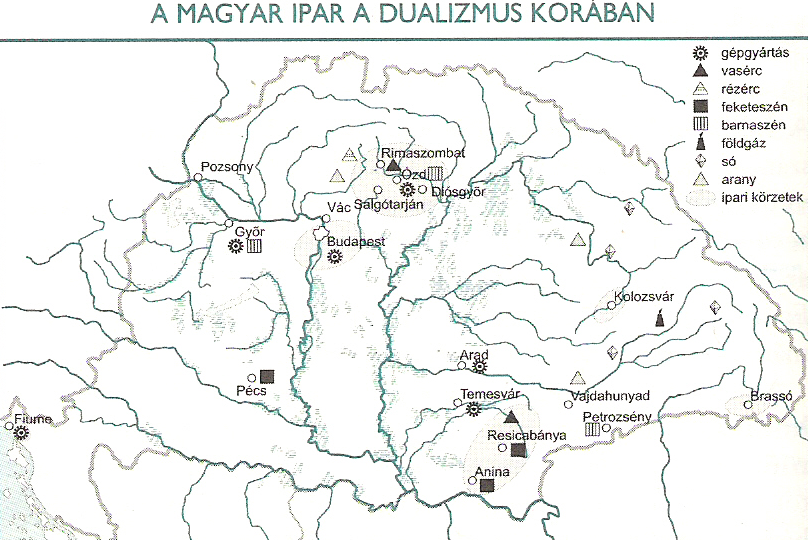 A MAGYAR IPAR A DUALIZMUS KORÁBAN
gépgyártás
vasérc
rézérc
feketeszén
barnaszén
földgáz
só
arany
ipari körzetek
Rimaszombat
Pozsony
Ózd
Diósgyőr
Salgótarján
Vác
Győr
Budapest
Kolozsvár
Arad
Pécs
Temesvár
Vajdahunyad
Brassó
Petrozsény
Fiume
Resicabánya
Anina